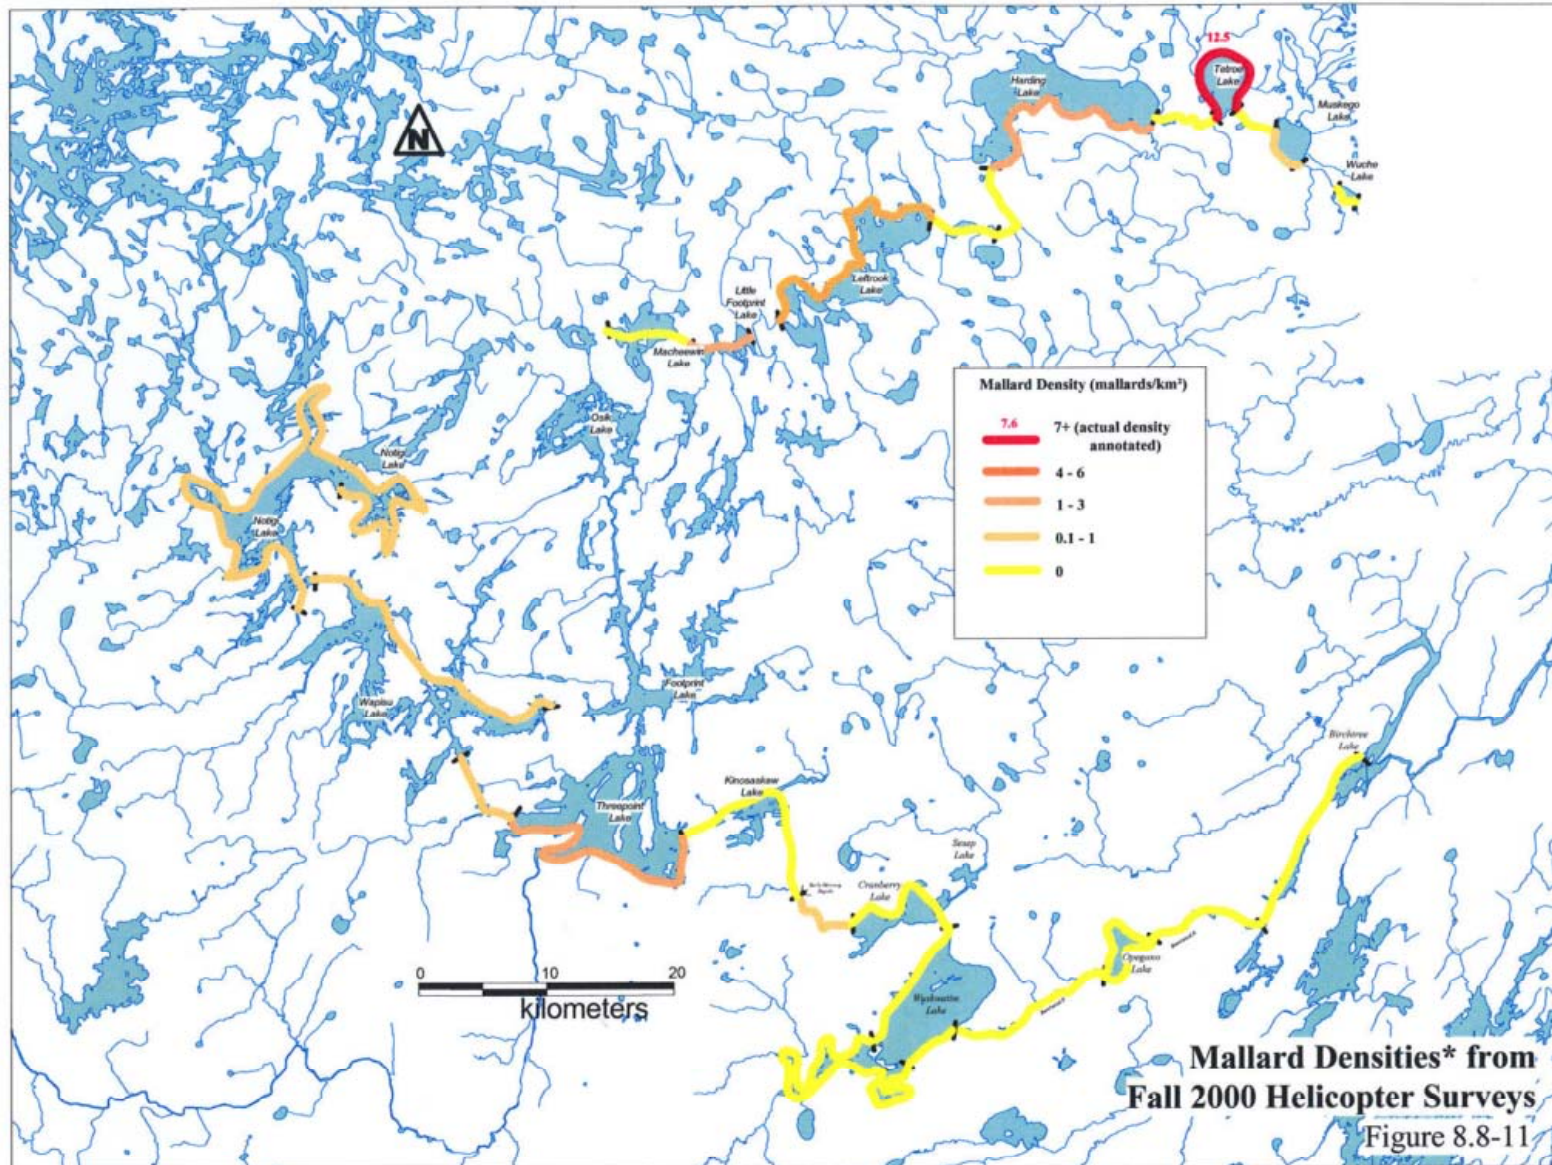 12.5
Tetroe
Lake
Harding
Lake
Muskego
Lake
Wuche
Lake
N
Leftrook
Lake
Little
Footprint
Lake
Macheewin
Lake
Mallard Density (mallards/km²)
7.6
7+ (actual density
annotated)
4 - 6
1 - 3
0.1 - 1
0
Osik
Lake
Notigi
Lake
Notigi
Lake
Footprint
Lake
Wapisu
Lake
Birchtree
Lake
Kinosaskaw
Lake
Threepoint
Lake
Sesep
Lake
Cranberry
Lake
Opegano
Lake
Wuskwatim
Lake
0 10 20
kilometers
Mallard Densities* from
Fall 2000 Helicopter Surveys
Figure 8.8-11